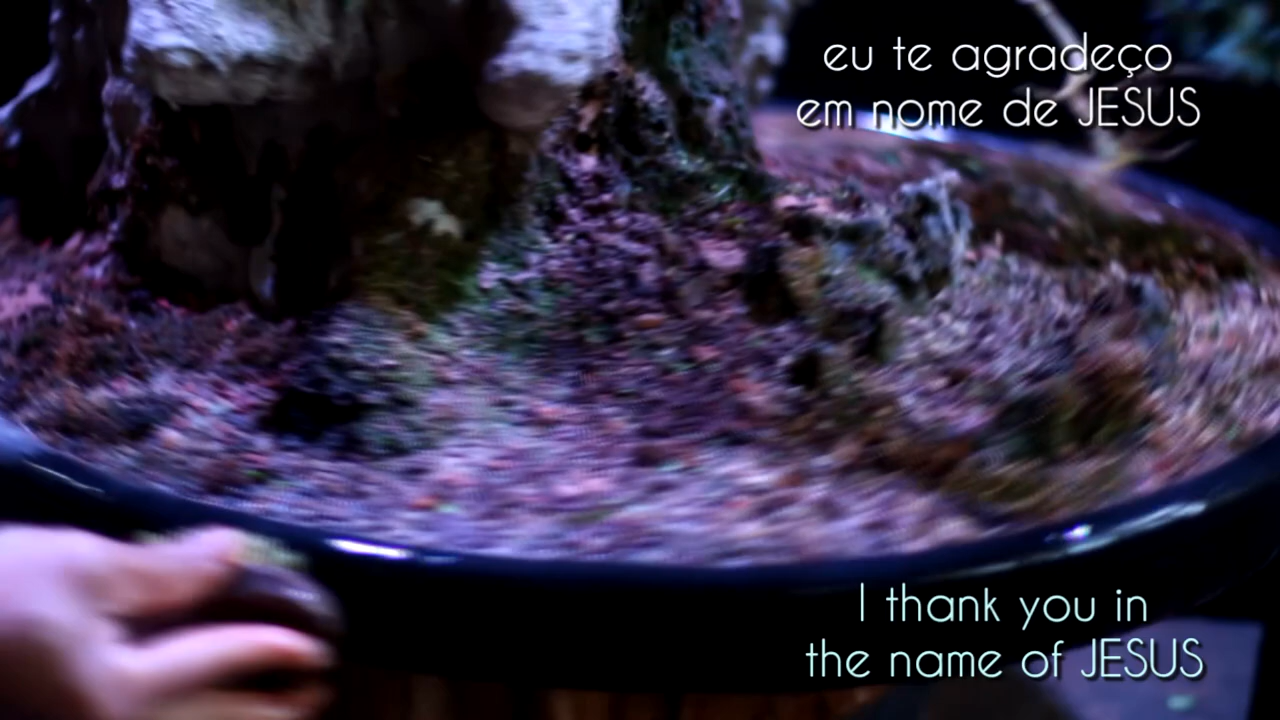 eu te agradeço
em nome de JESUS
I thank you in
the name of JESUS